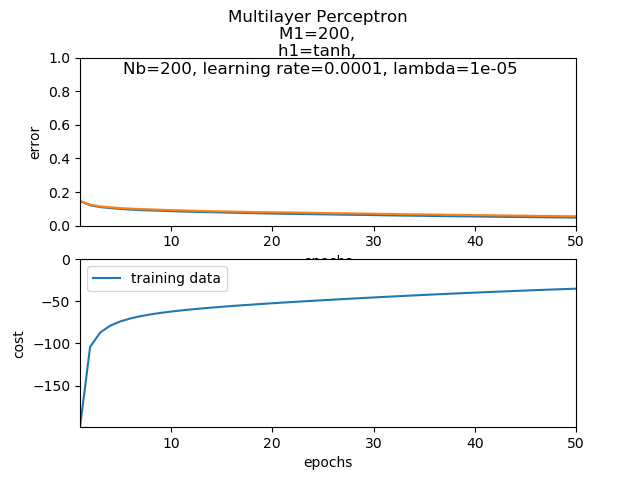 Multilayer Perceptron
M1=200,
h1=tanh,
Nb=200, learning rate=0.0001, lambda=1e-05
1.0
0.8
0.6
0.4
0.2
0.0
error
10 20 30 40 50
epochs
0
−50
−100
−150
cost
training data
10 20 30 40 50
epochs